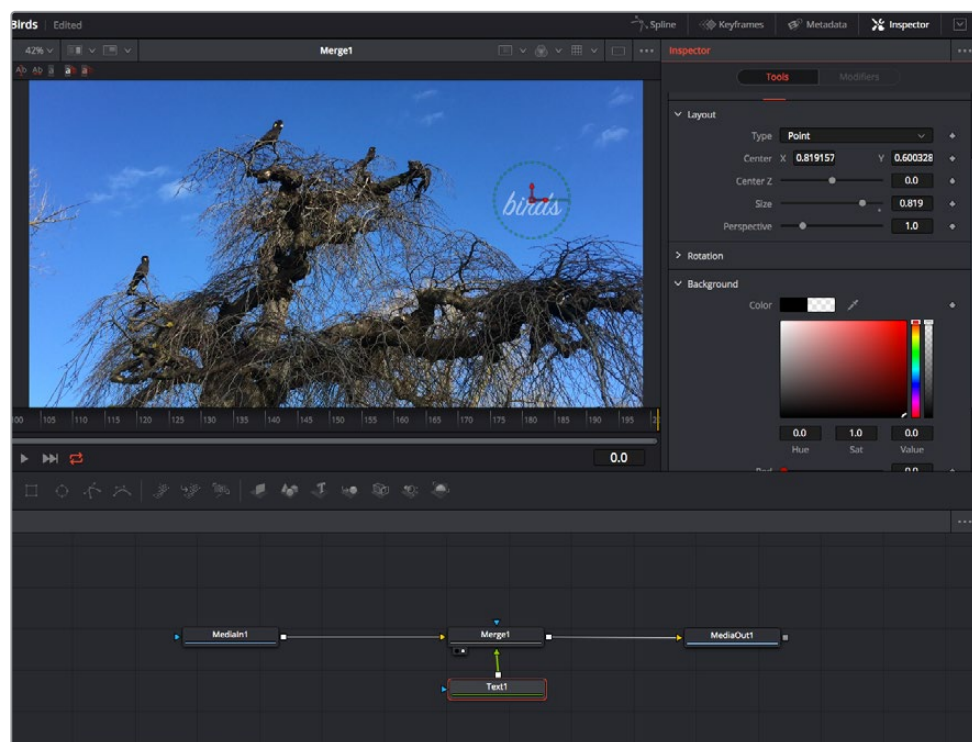 Birds Edited Spline Keyframes Metadata Inspector
42% Merge1 Inspector
Tools Modifiers
Layout
Type Point
Center X 0.819157 Y 0.600328
Center Z 0.0
Size 0.819
Perspective 1.0
Rotation
Background
Color
birds
105 110 115 120 125 130 135 140 145 150 155 160 165 170 175 180 185 190 195
0.0 1.0 0.0
Hue Sat Value
0.0
MediaIn1 Merge1 MediaOut1
Text1